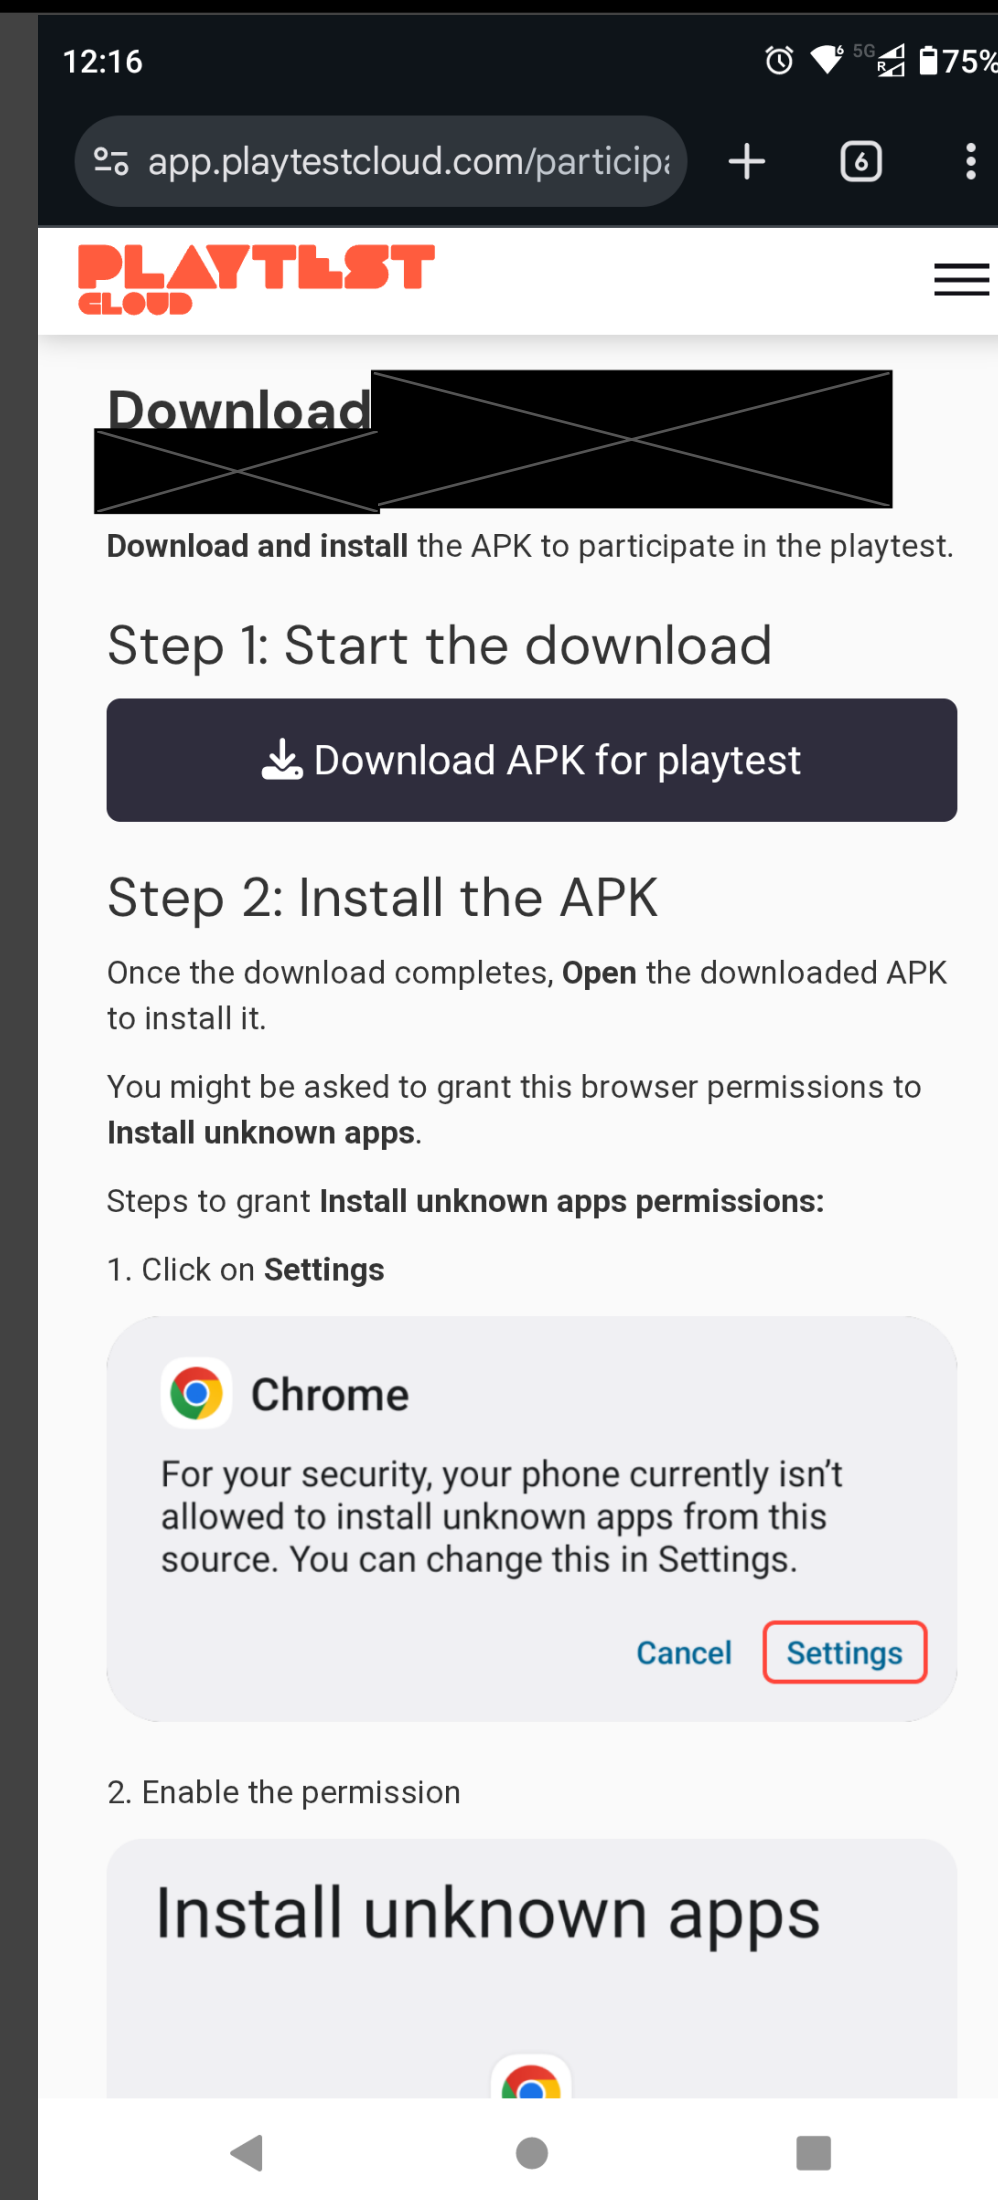 12:16
6 5G R 75%
app.playtestcloud.com/particip
6
PLAYTEST
CLOUD
Download
Download and install the APK to participate in the playtest.
Step 1: Start the download
Download APK for playtest
Step 2: Install the APK
Once the download completes, Open the downloaded APK
to install it.
You might be asked to grant this browser permissions to
Install unknown apps.
Steps to grant Install unknown apps permissions:
1. Click on Settings
Chrome
For your security, your phone currently isn't
allowed to install unknown apps from this
source. You can change this in Settings.
Cancel Settings
2. Enable the permission
Install unknown apps